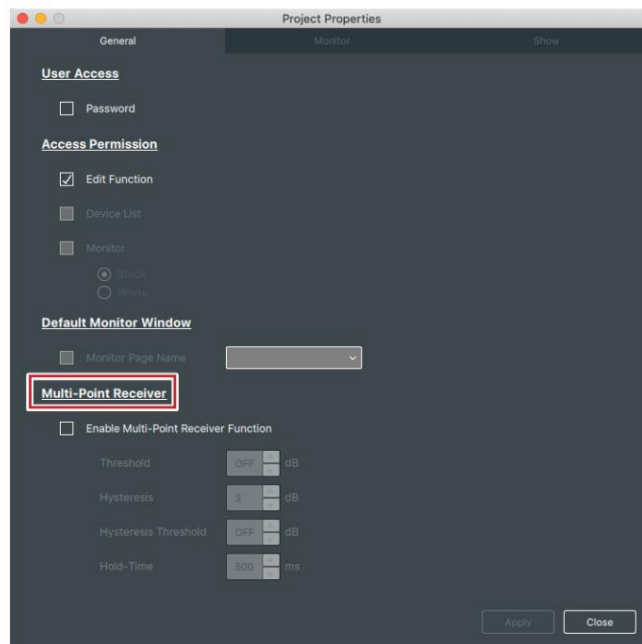 Project Properties
General Monitor Show
User Access
Password
Access Permission
Edit Function
Device List
Monitor
Black
White
Default Monitor Window
Monitor Page Name
Multi-Point Receiver
Enable Multi-Point Receiver Function
Threshold OFF dB
Hysteresis 3 dB
Hysteresis Threshold OFF dB
Hold-Time 500 ms
Apply Close